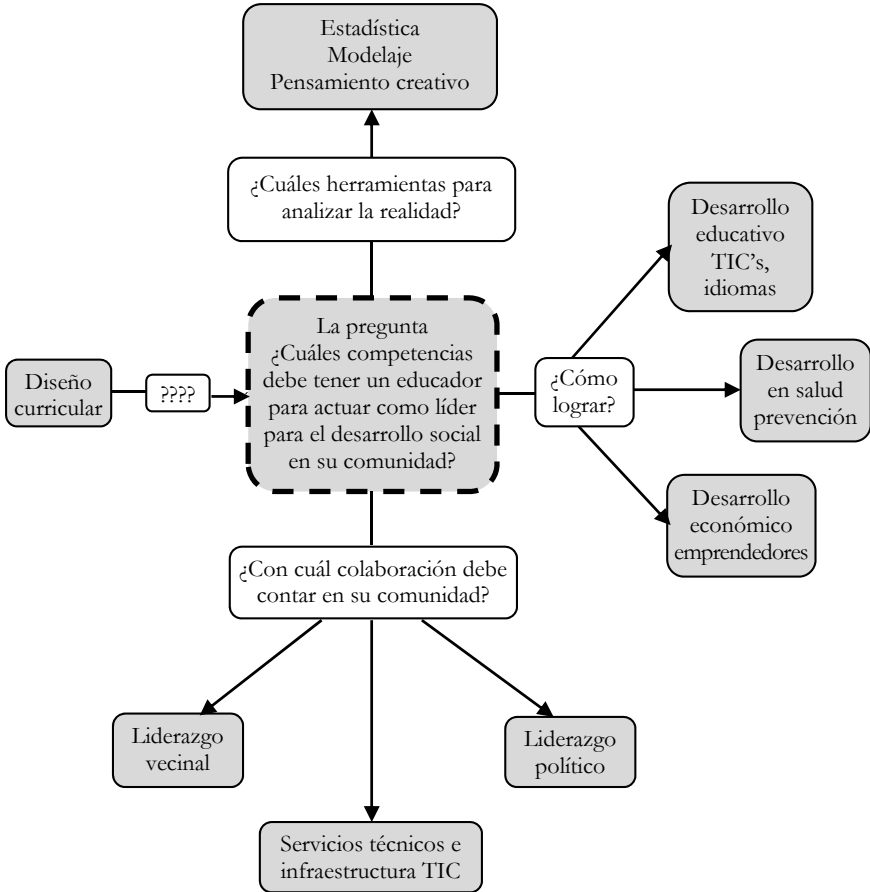 Estadística
Modelaje
Pensamiento creativo
¿Cuáles herramientas para
analizar la realidad?
Desarrollo
educativo
TIC's,
idiomas
La pregunta
¿Cuáles competencias
debe tener un educador
para actuar como líder
para el desarrollo social
en su comunidad?
Diseño
curricular
????
¿Cómo
lograr?
Desarrollo
en salud
prevención
Desarrollo
económico
emprendedores
¿Con cuál colaboración debe
contar en su comunidad?
Liderazgo
vecinal
Liderazgo
político
Servicios técnicos e
infraestructura TIC